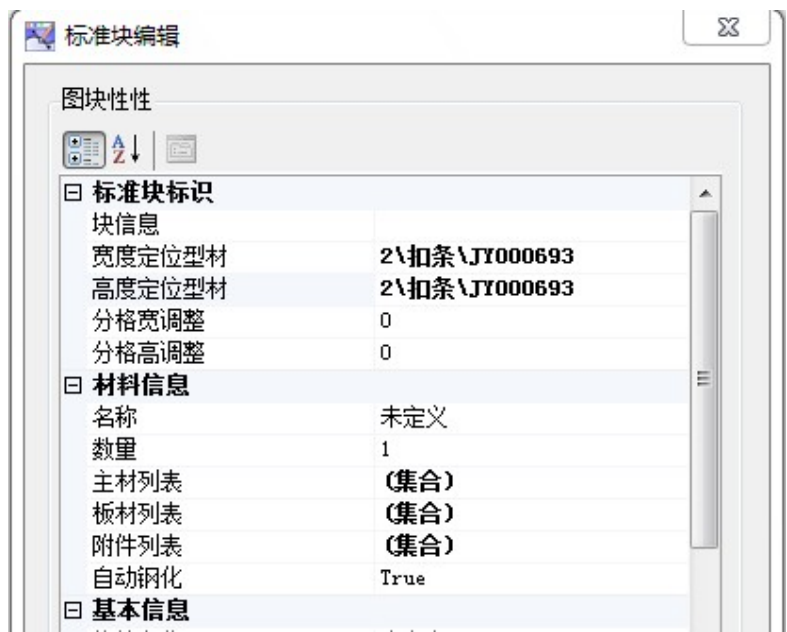 标准块编辑
图块性性
标准块标识
块信息
宽度定位型材 2\扣条\JY000693
高度定位型材 2\扣条\JY000693
分格宽调整 0
分格高调整 0
材料信息
名称 未定义
数量 1
主材列表 (集合)
板材列表 (集合)
附件列表 (集合)
自动钢化 True
基本信息